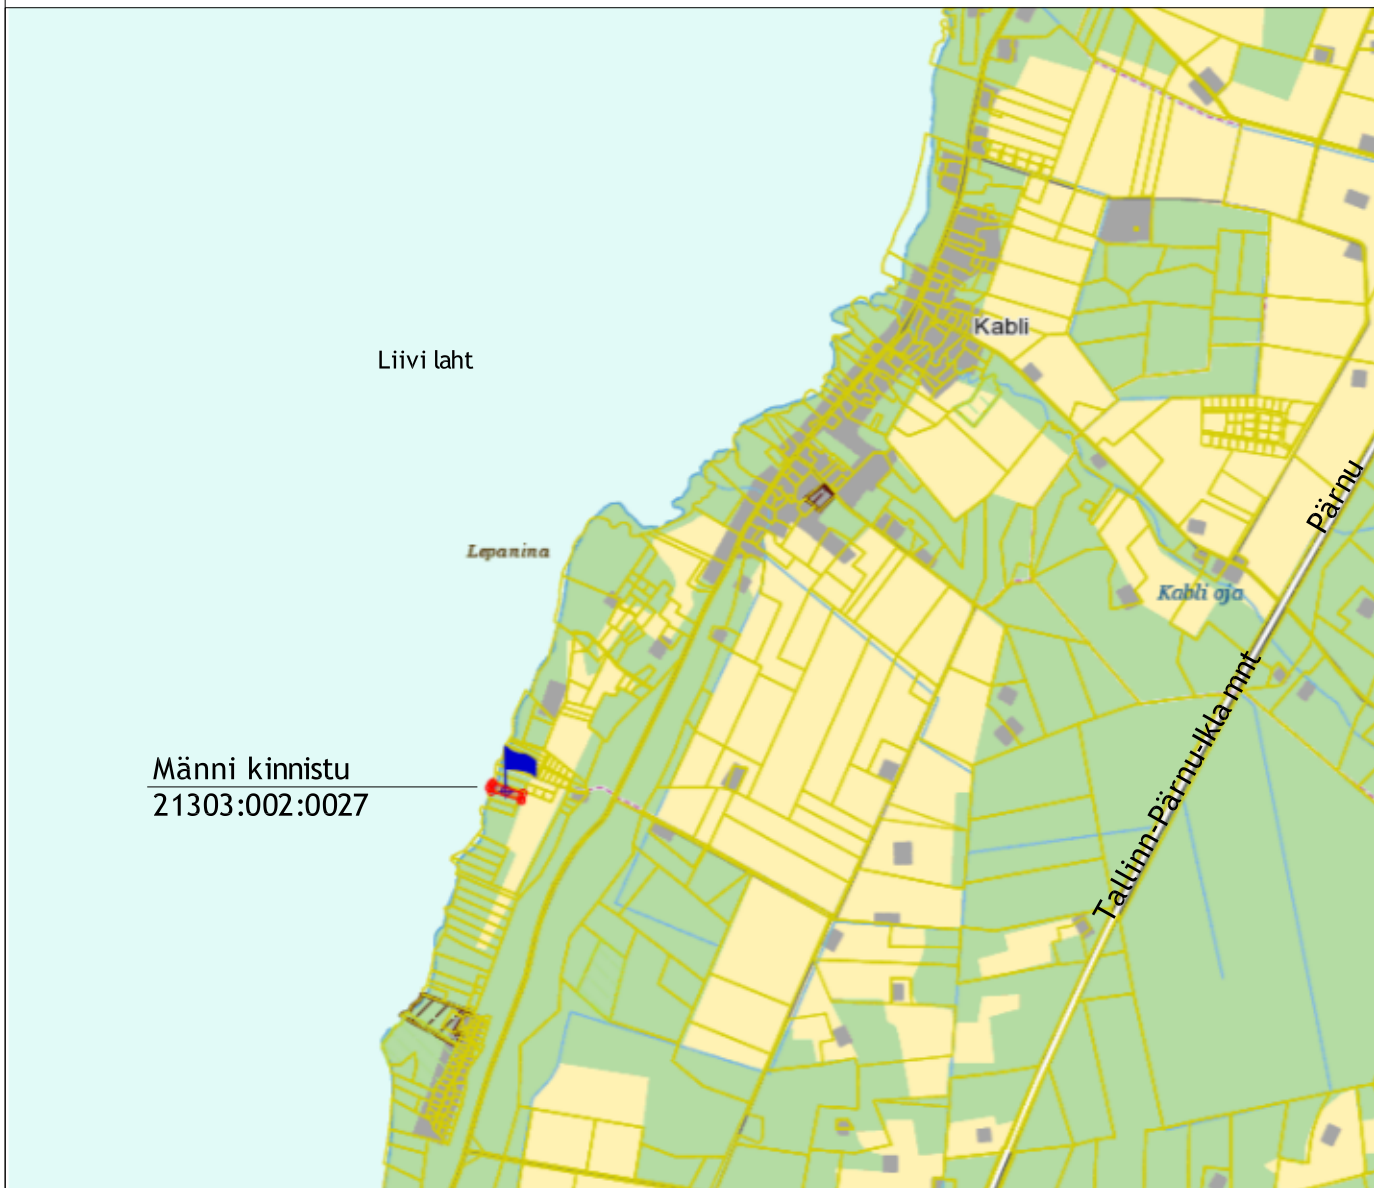 Kabli
Liivi laht
Pärnu
Lepanina
Kabli oja
Tallinn-Pärnu-Ikla mnt
Männi kinnistu
21303:002:0027